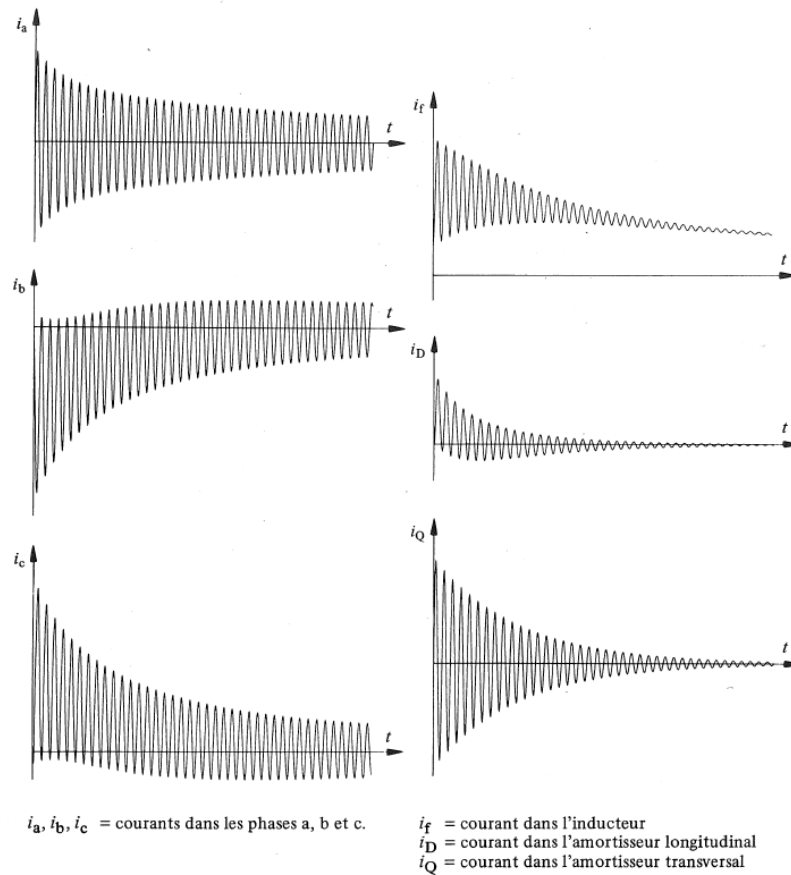 i_a
t
i_b
t
i_c
t
i_f
t
i_D
t
i_Q
t
i_a, i_b, i_c = courants dans les phases a, b et c.
i_f = courant dans l'inducteur
i_D = courant dans l'amortisseur longitudinal
i_Q = courant dans l'amortisseur transversal